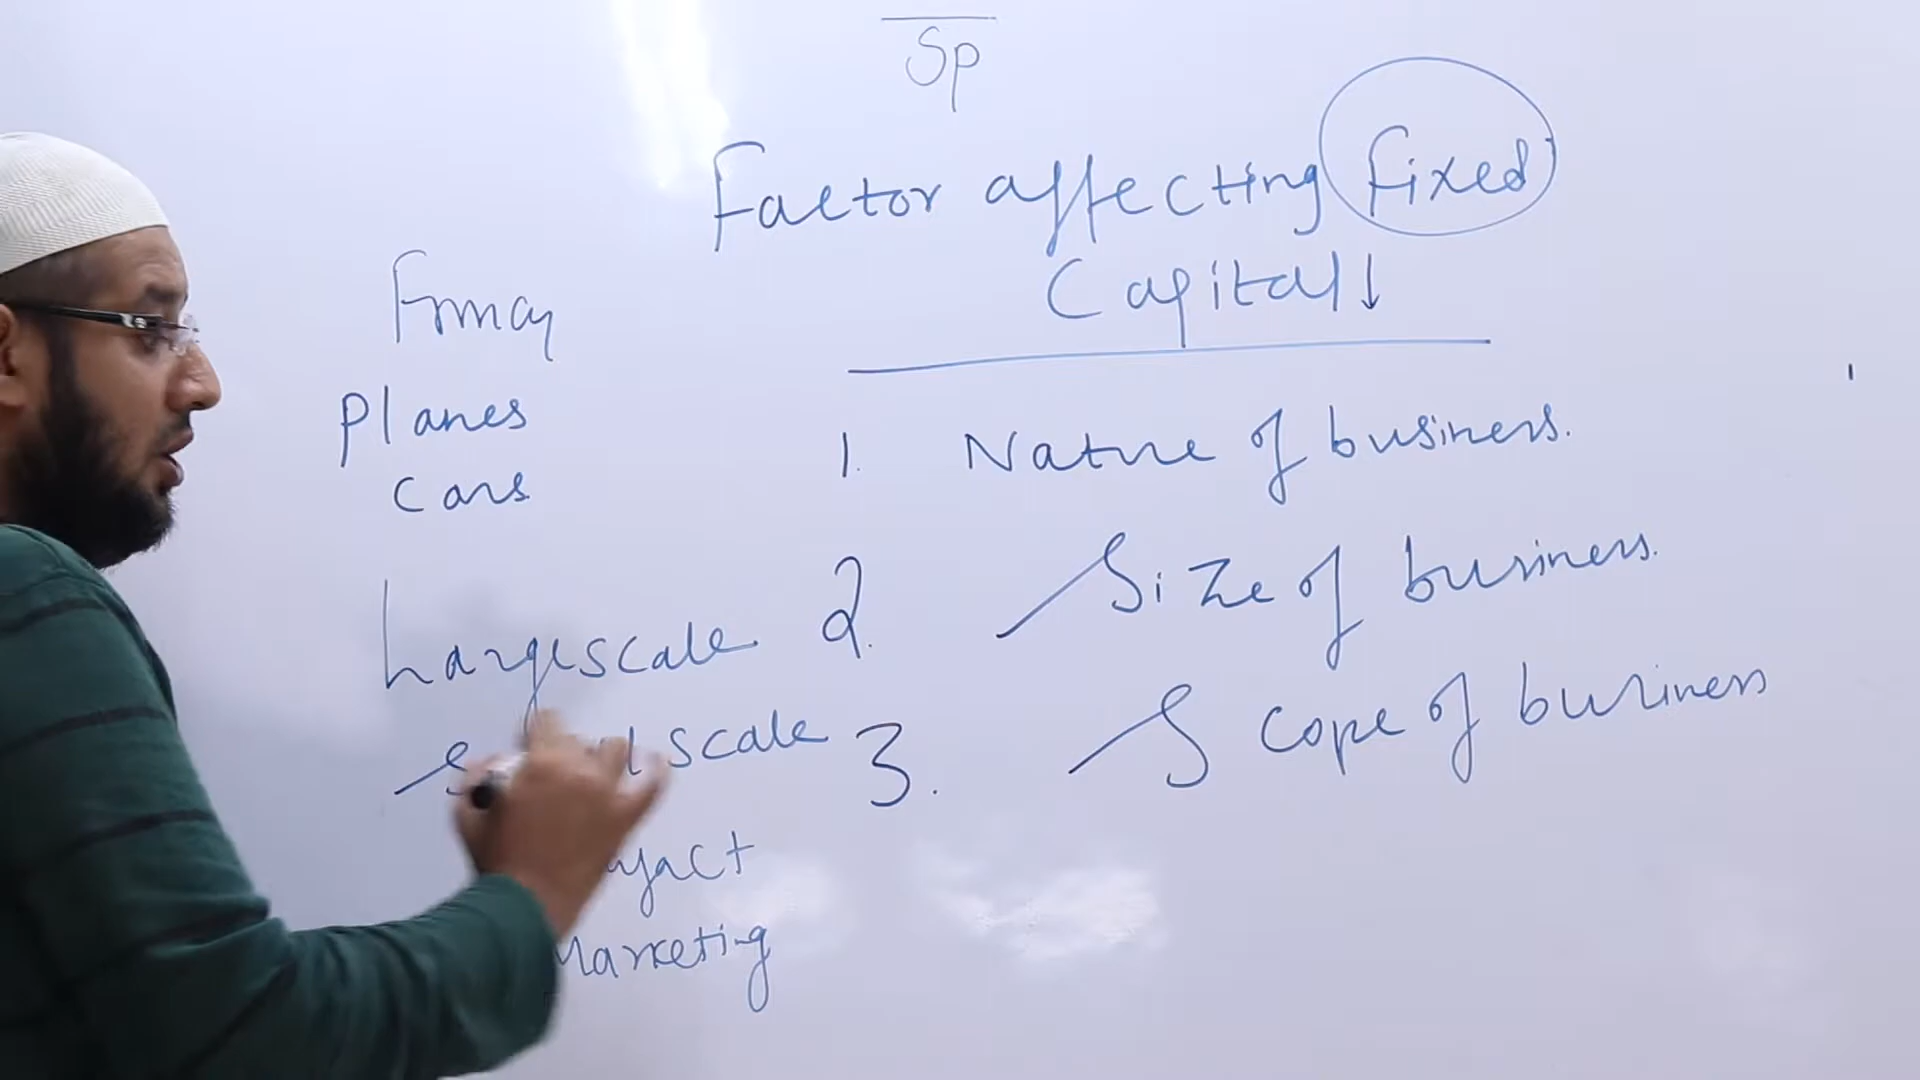 Sp
Factor affecting Fixed
Capital↓
Planes
Cars
1. Nature of business.
Largescale
2. Size of business.
scale
3. Scope of business
Marketing